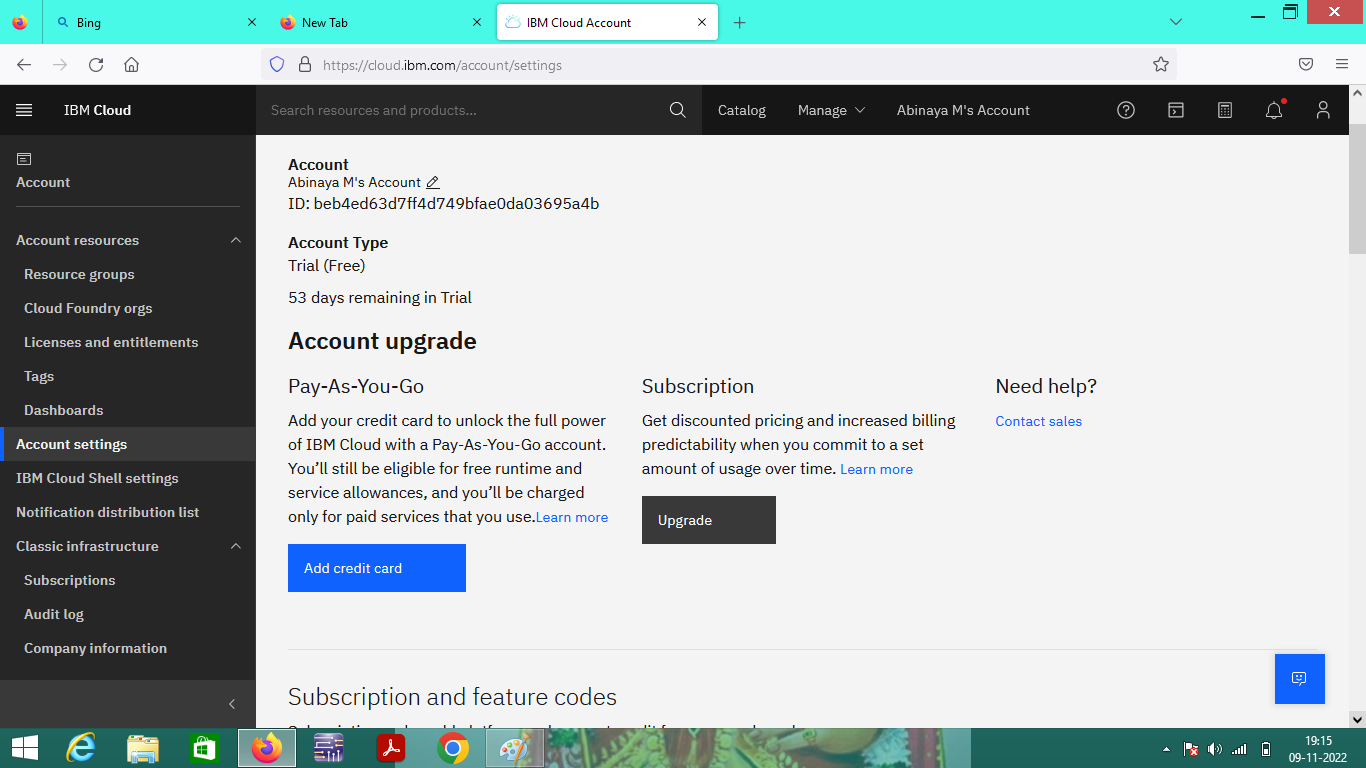 Bing
New Tab
IBM Cloud Account
https://cloud.ibm.com/account/settings
IBM Cloud
Search resources and products...
Catalog
Manage
Abinaya M's Account
Account
Account resources
Resource groups
Cloud Foundry orgs
Licenses and entitlements
Tags
Dashboards
Account settings
IBM Cloud Shell settings
Notification distribution list
Classic infrastructure
Subscriptions
Audit log
Company information
Account
Abinaya M's Account
ID: beb4ed63d7ff4d749bfae0da03695a4b
Account Type
Trial (Free)
53 days remaining in Trial
Account upgrade
Pay-As-You-Go
Add your credit card to unlock the full power
of IBM Cloud with a Pay-As-You-Go account.
You’ll still be eligible for free runtime and
service allowances, and you’ll be charged
only for paid services that you use.Learn more
Add credit card
Subscription
Get discounted pricing and increased billing
predictability when you commit to a set
amount of usage over time. Learn more
Upgrade
Need help?
Contact sales
Subscription and feature codes
19:15
09-11-2022